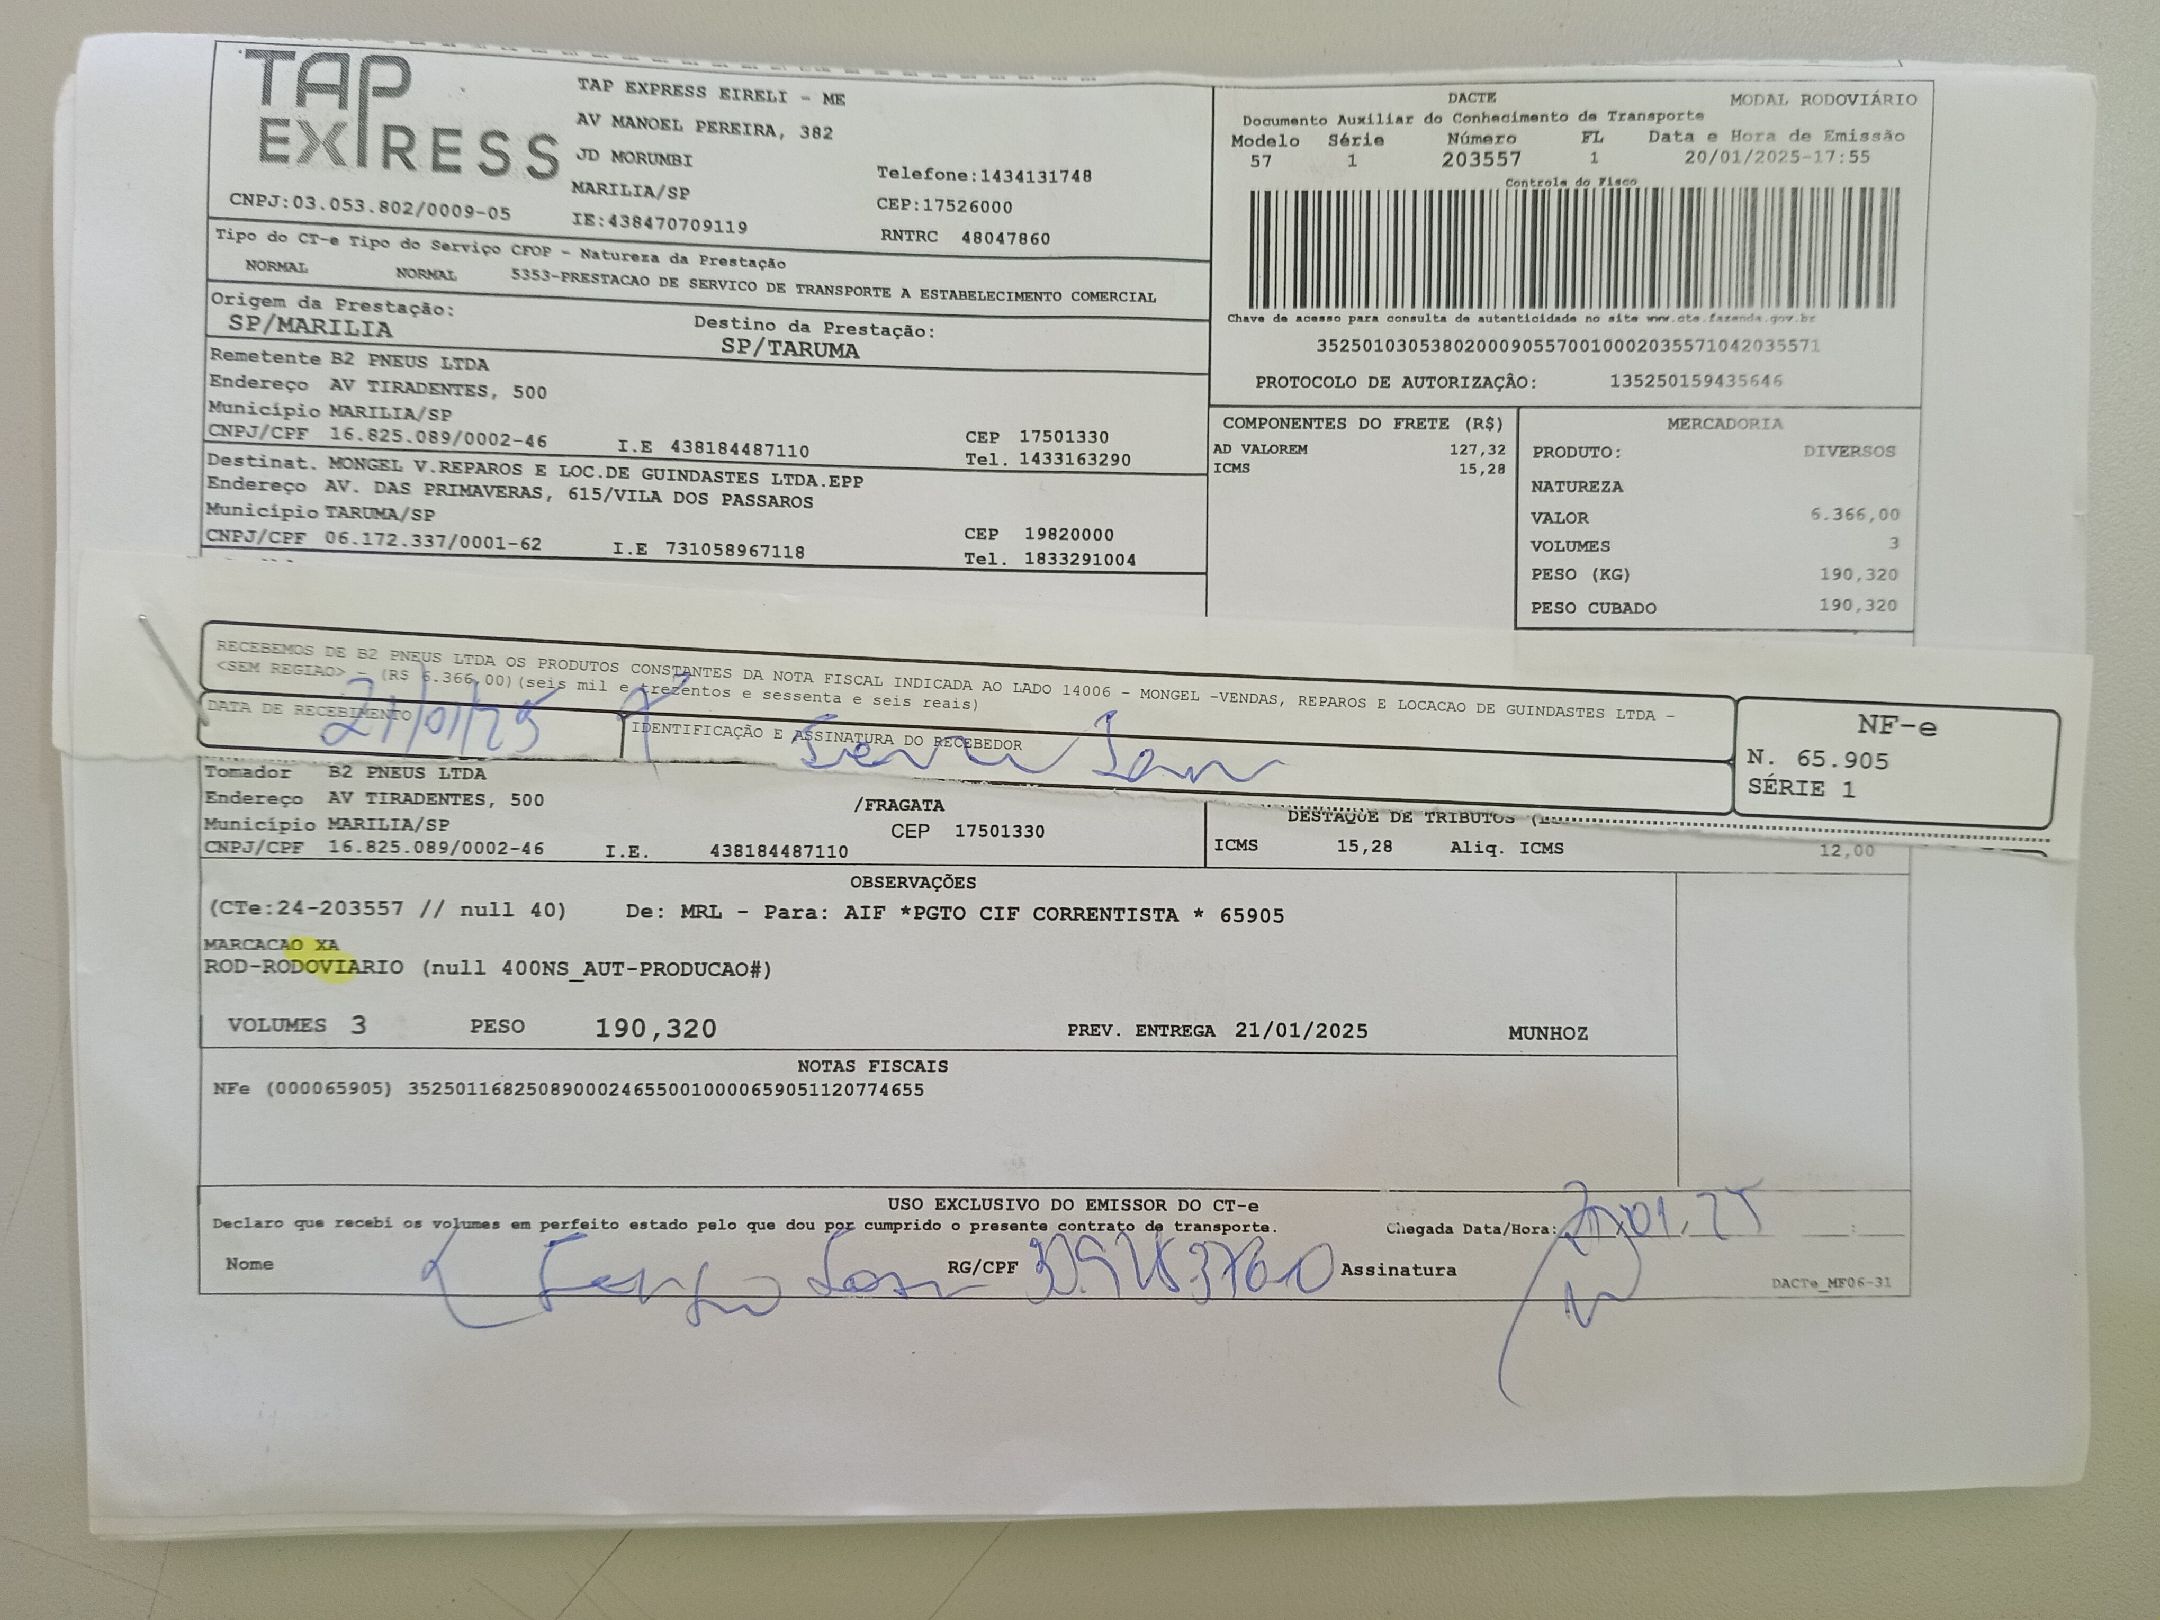 TAP EXPRESS
TAP EXPRESS EIRELI - ME
AV MANOEL PEREIRA, 382
JD MORUMBI
Telefone:1434131748
MARILIA/SP
CEP:17526000
CNPJ:03.053.802/0009-05
IE:438470709119
RNTRC 48047860
DACTE MODAL RODOVIÁRIO
Documento Auxiliar do Conhecimento de Transporte
Modelo Série Número FL Data e Hora de Emissão
57 1 203557 1 20/01/2025-17:55
Controle do Fisco
Chave de acesso para consulta de autenticidade no site www.cte.fazenda.gov.br
35250103053802000905570010002035571042035571
PROTOCOLO DE AUTORIZAÇÃO: 135250159435646
Tipo do CT-e Tipo do Serviço CFOP - Natureza da Prestação
NORMAL NORMAL 5353-PRESTACAO DE SERVICO DE TRANSPORTE A ESTABELECIMENTO COMERCIAL
Origem da Prestação: Destino da Prestação:
SP/MARILIA SP/TARUMA
Remetente B2 PNEUS LTDA
Endereço AV TIRADENTES, 500
Município MARILIA/SP CEP 17501330
CNPJ/CPF 16.825.089/0002-46 I.E 438184487110 Tel. 1433163290
Destinat. MONGEL V.REPAROS E LOC.DE GUINDASTES LTDA.EPP
Endereço AV. DAS PRIMAVERAS, 615/VILA DOS PASSAROS
Município TARUMA/SP CEP 19820000
CNPJ/CPF 06.172.337/0001-62 I.E 731058967118 Tel. 1833291004
COMPONENTES DO FRETE (R$)
AD VALOREM 127,32
ICMS 15,28
MERCADORIA
PRODUTO: DIVERSOS
NATUREZA
VALOR 6.366,00
VOLUMES 3
PESO (KG) 190,320
PESO CUBADO 190,320
RECEBEMOS DE B2 PNEUS LTDA OS PRODUTOS CONSTANTES DA NOTA FISCAL INDICADA AO LADO 14006 - MONGEL -VENDAS, REPAROS E LOCACAO DE GUINDASTES LTDA -
<SEM REGIAO> - (R$ 6.366,00)(seis mil e trezentos e sessenta e seis reais)
DATA DE RECEBIMENTO IDENTIFICAÇÃO E ASSINATURA DO RECEBEDOR
21/01/25
NF-e
N. 65.905
SÉRIE 1
Tomador B2 PNEUS LTDA
Endereço AV TIRADENTES, 500 /FRAGATA
Município MARILIA/SP CEP 17501330
CNPJ/CPF 16.825.089/0002-46 I.E. 438184487110
DESTAQUE DE TRIBUTOS
ICMS 15,28 Aliq. ICMS 12,00
OBSERVAÇÕES
(CTe:24-203557 // null 40) De: MRL - Para: AIF *PGTO CIF CORRENTISTA * 65905
MARCACAO XA
ROD-RODOVIARIO (null 400NS_AUT-PRODUCAO#)
VOLUMES 3 PESO 190,320 PREV. ENTREGA 21/01/2025 MUNHOZ
NOTAS FISCAIS
NFe (000065905) 35250116825089000246550010000659051120774655
USO EXCLUSIVO DO EMISSOR DO CT-e
Declaro que recebi os volumes em perfeito estado pelo que dou por cumprido o presente contrato de transporte. Chegada Data/Hora:
Nome RG/CPF Assinatura
DACTe_MF06-31